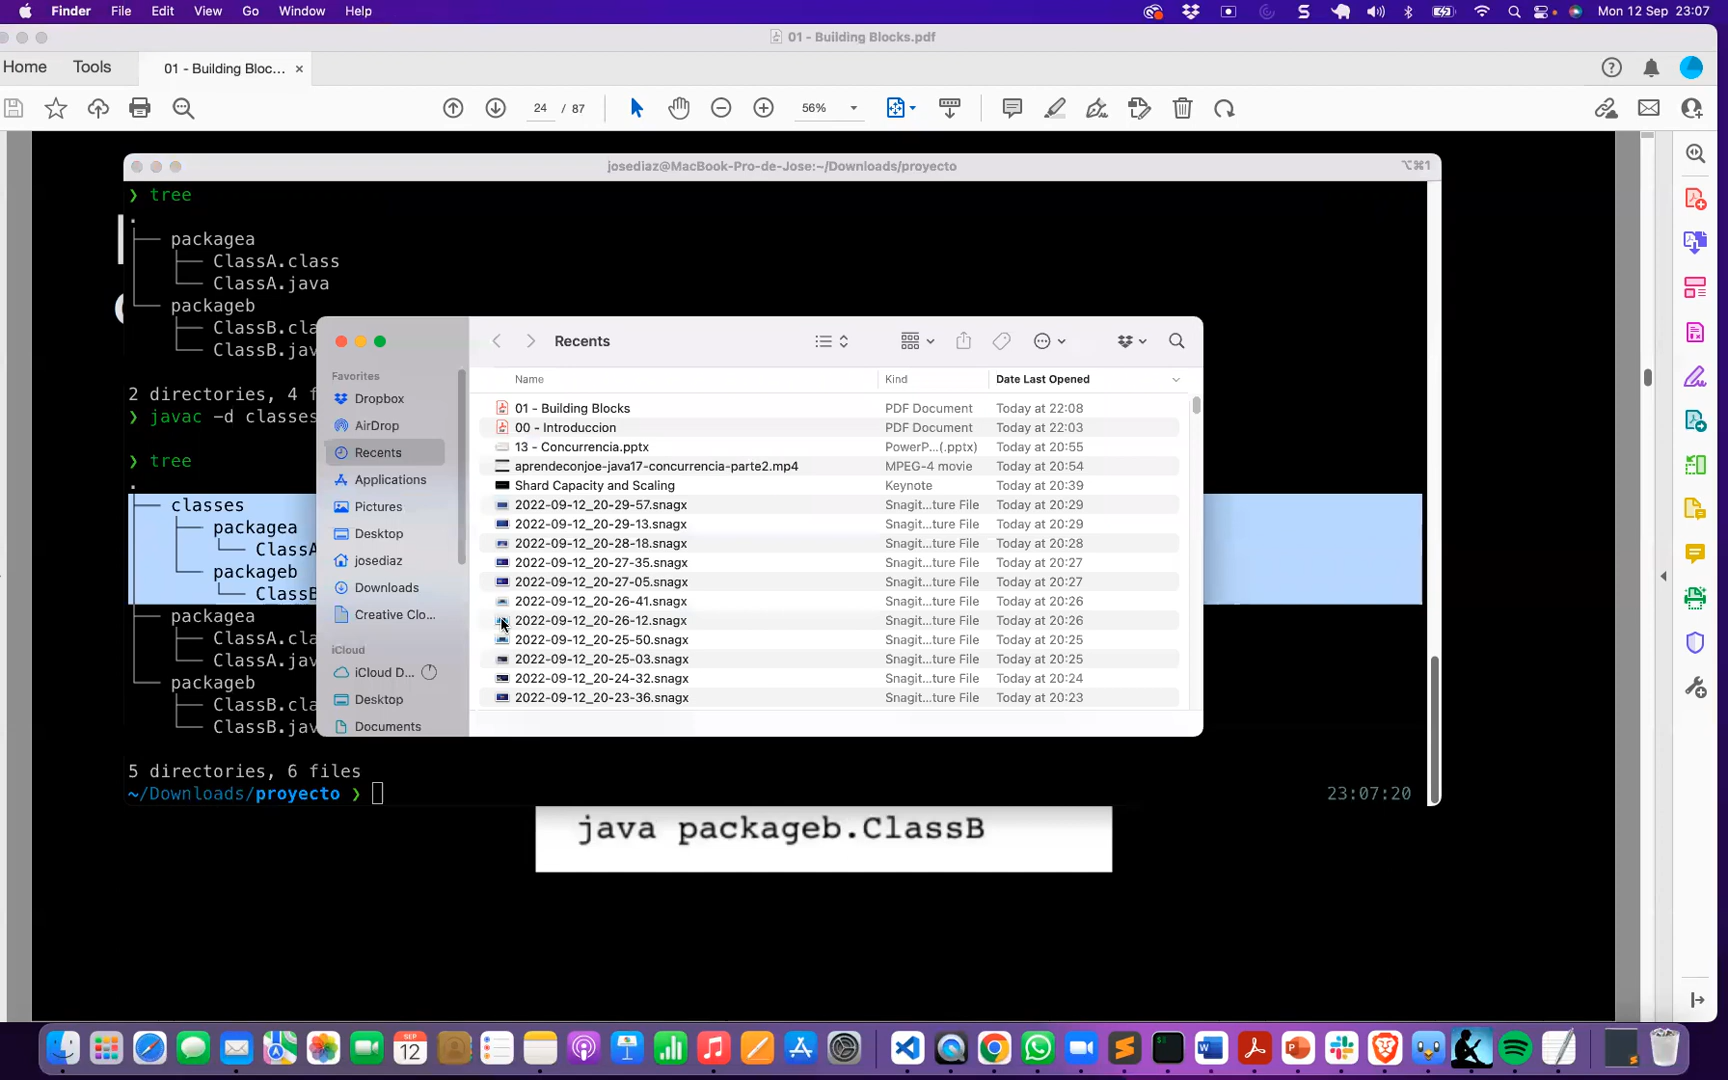 Finder File Edit View Go Window Help Mon 12 Sep 23:07
01 - Building Blocks.pdf
Home Tools 01 - Building Bloc... ×
24 / 87 56%
josediaz@MacBook-Pro-de-Jose:~/Downloads/proyecto ⌥⌘1
❯ tree
.
├── packagea
│   ├── ClassA.class
│   └── ClassA.java
└── packageb
├── ClassB.cla
└── ClassB.jav
2 directories, 4 f
❯ javac -d classes
❯ tree
.
├── classes
│   ├── packagea
│   │   └── ClassA
│   └── packageb
│       └── ClassB
├── packagea
│   ├── ClassA.c
│   └── ClassA.j
└── packageb
├── ClassB.c
└── ClassB.jav
5 directories, 6 files
~/Downloads/proyecto ❯ 23:07:20
Recents
Favorites
Dropbox
AirDrop
Recents
Applications
Pictures
Desktop
josediaz
Downloads
Creative Clo...
iCloud
iCloud D...
Desktop
Documents
Name Kind Date Last Opened
01 - Building Blocks PDF Document Today at 22:08
00 - Introduccion PDF Document Today at 22:03
13 - Concurrencia.pptx PowerP...(.pptx) Today at 20:55
aprendeconjoe-java17-concurrencia-parte2.mp4 MPEG-4 movie Today at 20:54
Shard Capacity and Scaling Keynote Today at 20:39
2022-09-12_20-29-57.snagx Snagit...ture File Today at 20:29
2022-09-12_20-29-13.snagx Snagit...ture File Today at 20:29
2022-09-12_20-28-18.snagx Snagit...ture File Today at 20:28
2022-09-12_20-27-35.snagx Snagit...ture File Today at 20:27
2022-09-12_20-27-05.snagx Snagit...ture File Today at 20:27
2022-09-12_20-26-41.snagx Snagit...ture File Today at 20:26
2022-09-12_20-26-12.snagx Snagit...ture File Today at 20:26
2022-09-12_20-25-50.snagx Snagit...ture File Today at 20:25
2022-09-12_20-25-03.snagx Snagit...ture File Today at 20:25
2022-09-12_20-24-32.snagx Snagit...ture File Today at 20:24
2022-09-12_20-23-36.snagx Snagit...ture File Today at 20:23
java packageb.ClassB
SEP
12